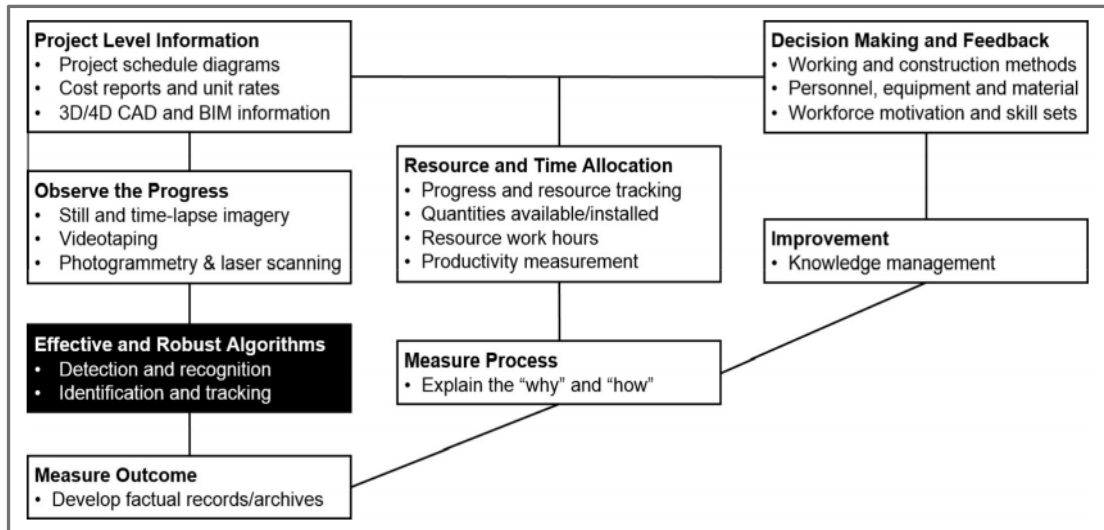 Project Level Information
• Project schedule diagrams
• Cost reports and unit rates
• 3D/4D CAD and BIM information
Observe the Progress
• Still and time-lapse imagery
• Videotaping
• Photogrammetry & laser scanning
Effective and Robust Algorithms
• Detection and recognition
• Identification and tracking
Measure Outcome
• Develop factual records/archives
Resource and Time Allocation
• Progress and resource tracking
• Quantities available/installed
• Resource work hours
• Productivity measurement
Measure Process
• Explain the “why” and “how”
Decision Making and Feedback
• Working and construction methods
• Personnel, equipment and material
• Workforce motivation and skill sets
Improvement
• Knowledge management